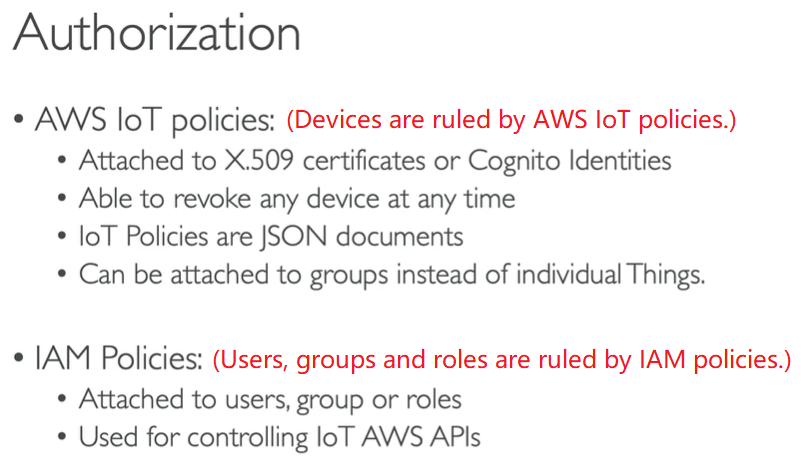 Authorization
• AWS IoT policies: (Devices are ruled by AWS IoT policies.)
• Attached to X.509 certificates or Cognito Identities
• Able to revoke any device at any time
• IoT Policies are JSON documents
• Can be attached to groups instead of individual Things.
• IAM Policies: (Users, groups and roles are ruled by IAM policies.)
• Attached to users, group or roles
• Used for controlling IoT AWS APIs